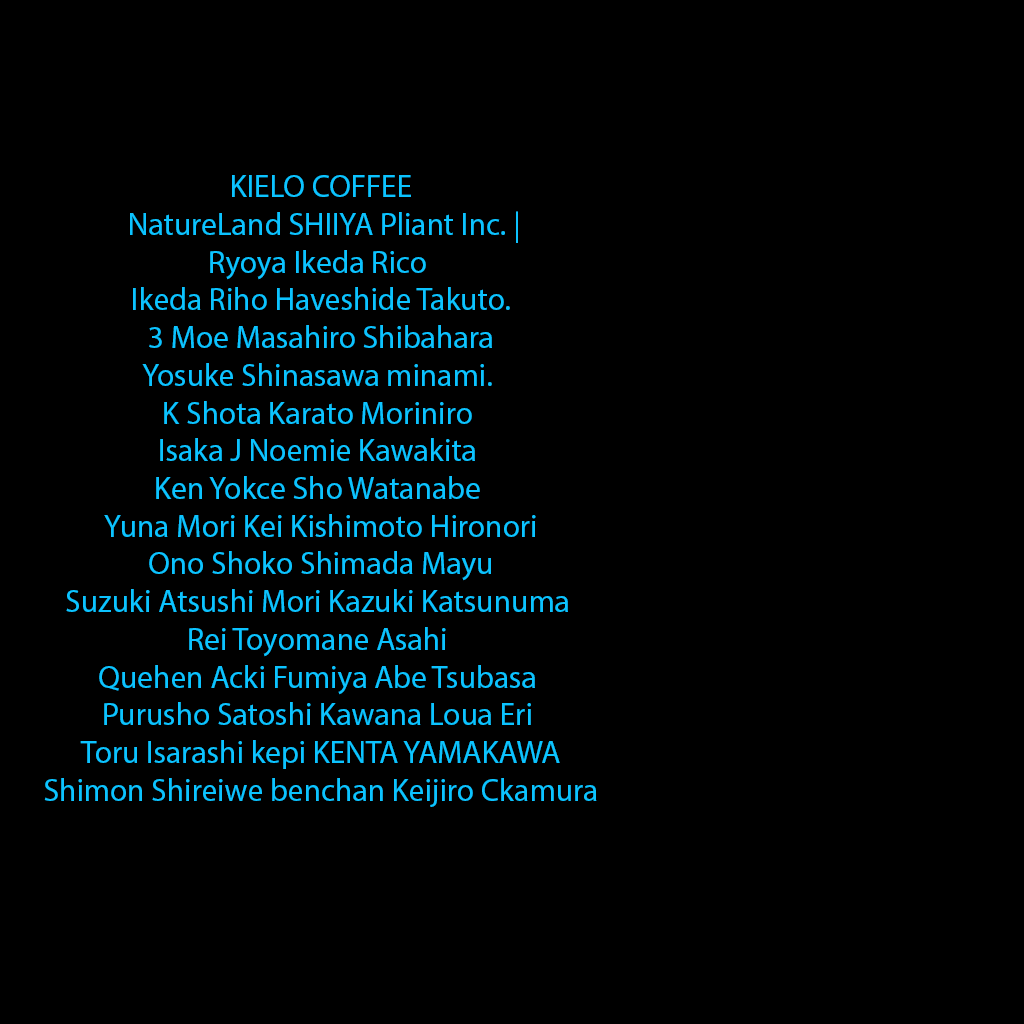 KIELO COFFEE
NatureLand SHIIYA Pliant Inc. |
Ryoya Ikeda Rico
Ikeda Riho Haveshide Takuto.
3 Moe Masahiro Shibahara
Yosuke Shinasawa minami.
K Shota Karato Moriniro
Isaka J Noemie Kawakita
Ken Yokce Sho Watanabe
Yuna Mori Kei Kishimoto Hironori
Ono Shoko Shimada Mayu
Suzuki Atsushi Mori Kazuki Katsunuma
Rei Toyomane Asahi
Quehen Acki Fumiya Abe Tsubasa
Purusho Satoshi Kawana Loua Eri
Toru Isarashi kepi KENTA YAMAKAWA
Shimon Shireiwe benchan Keijiro Ckamura